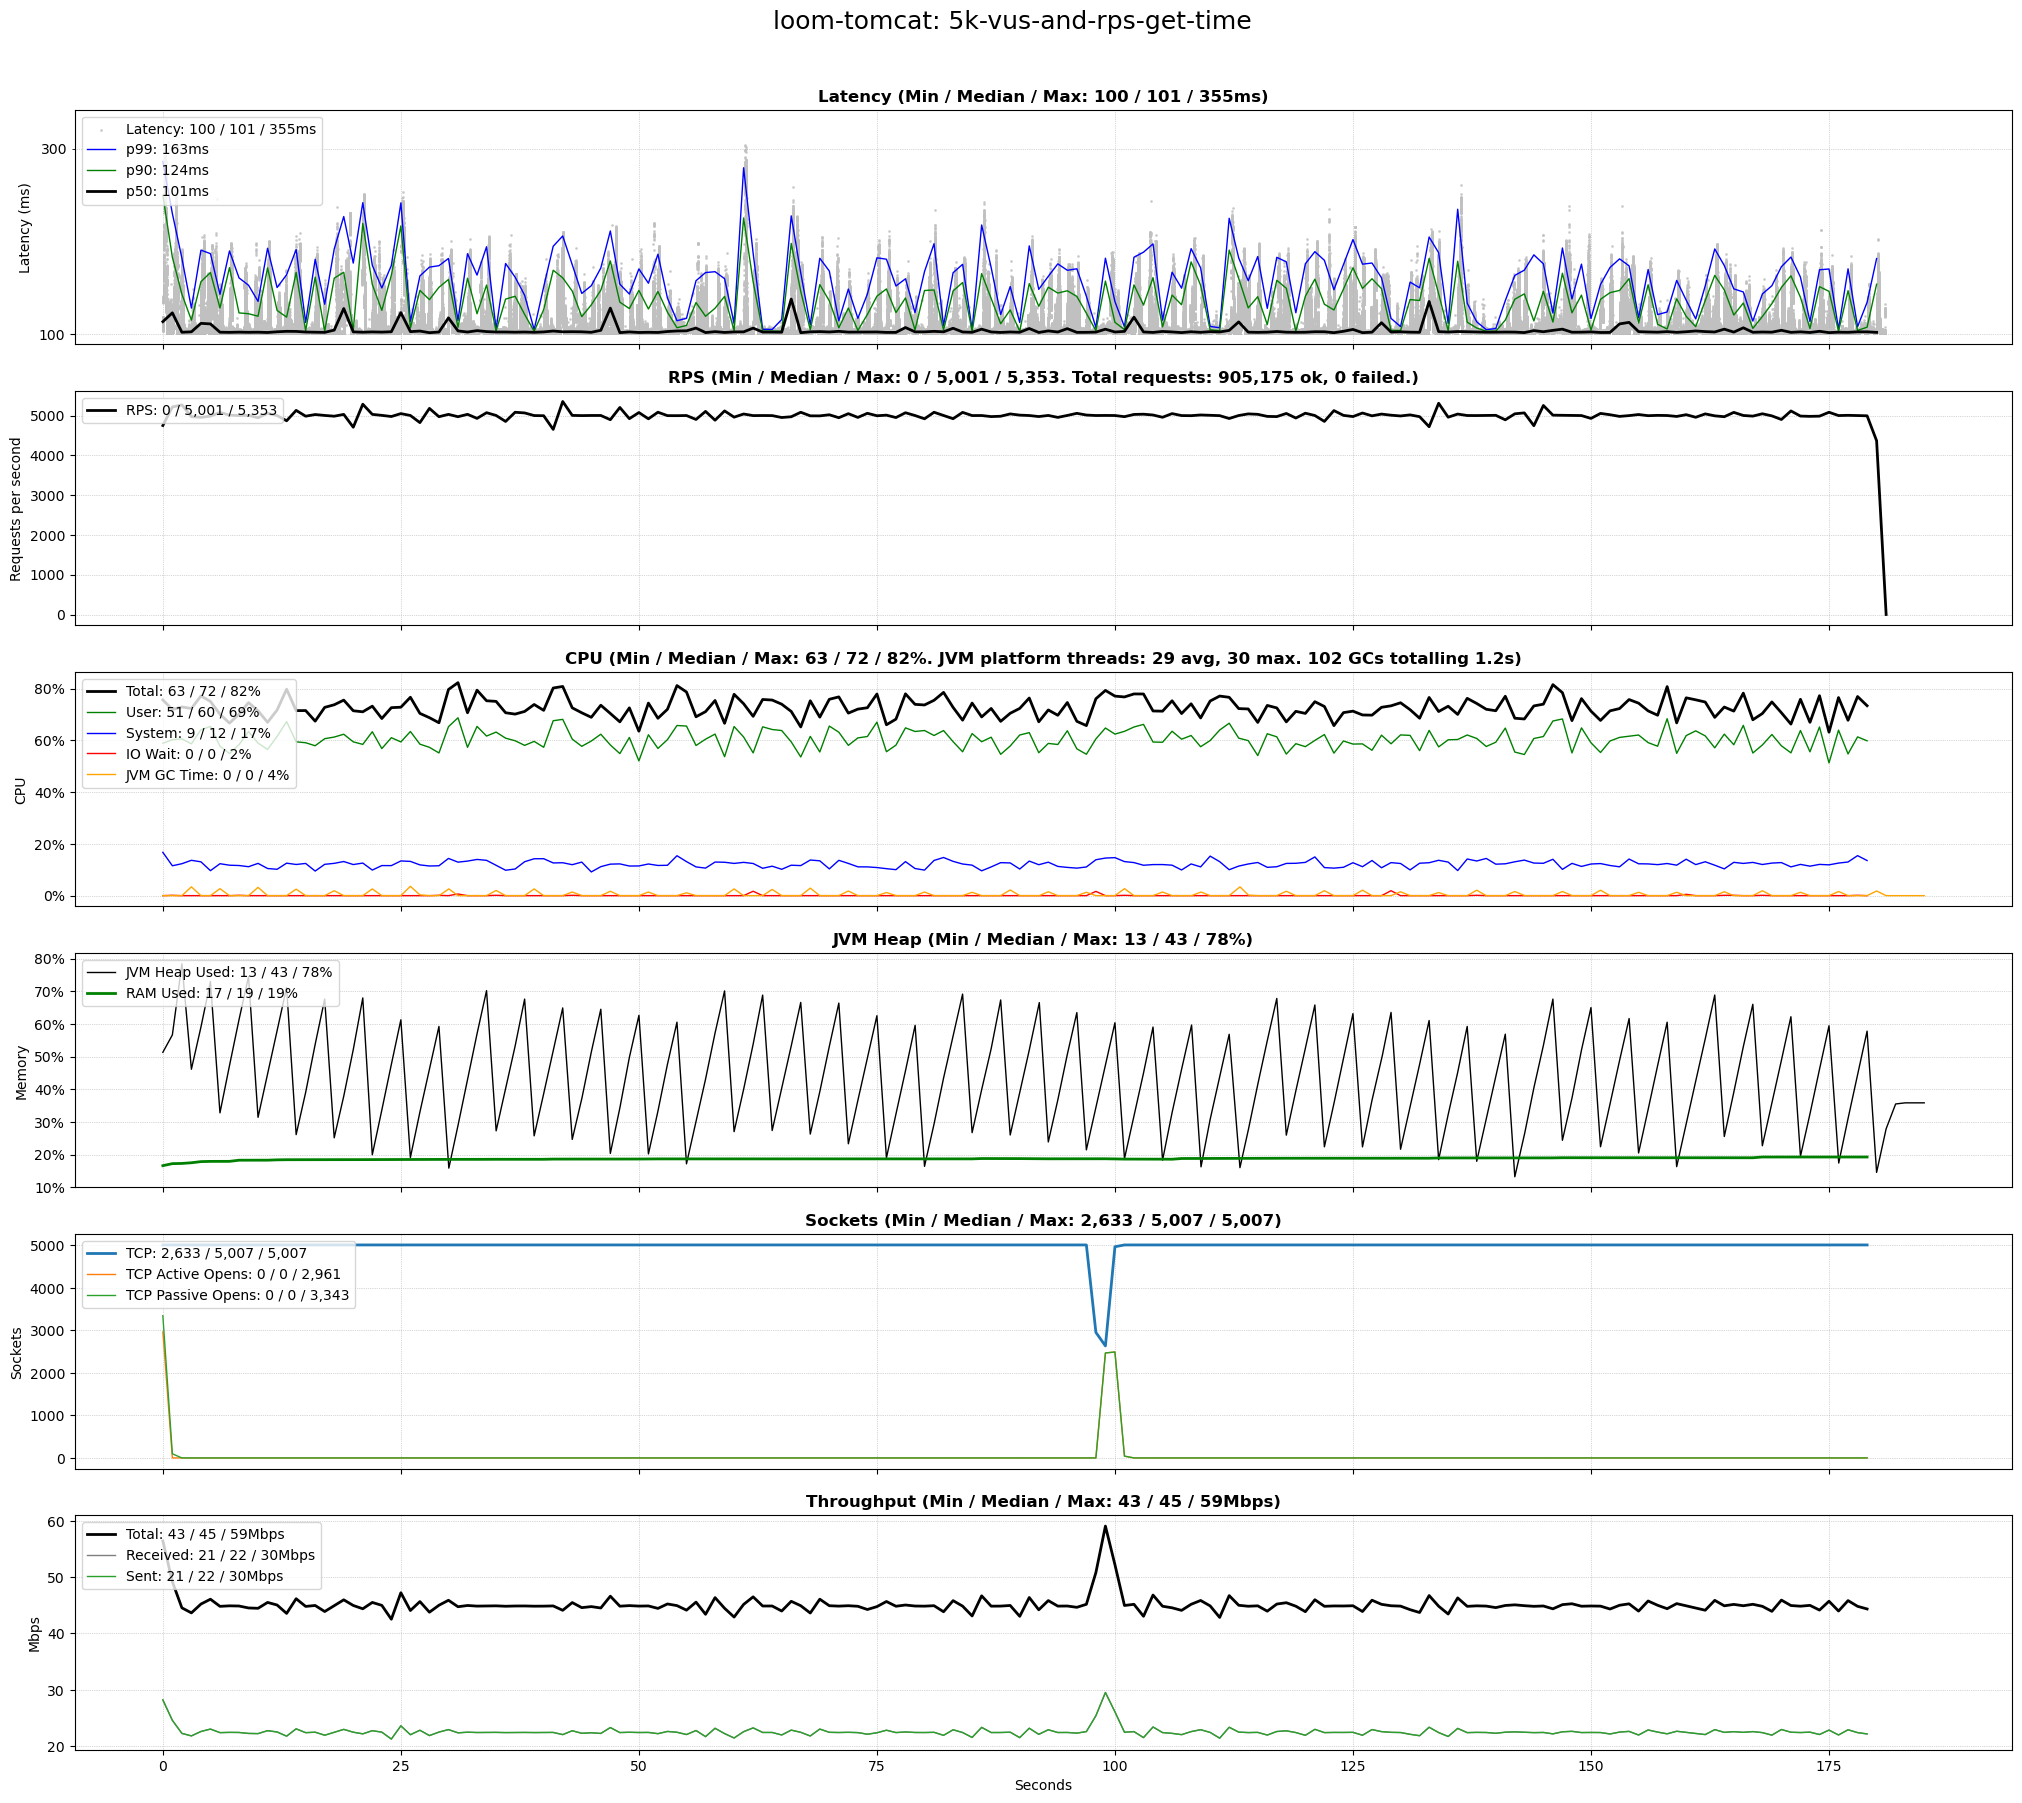 loom-tomcat: 5k-vus-and-rps-get-time
Latency (Min / Median / Max: 100 / 101 / 355ms)
Latency: 100 / 101 / 355ms
p99: 163ms
p90: 124ms
p50: 101ms
300
100
Latency (ms)
RPS (Min / Median / Max: 0 / 5,001 / 5,353. Total requests: 905,175 ok, 0 failed.)
RPS: 0 / 5,001 / 5,353
5000
4000
3000
2000
1000
0
Requests per second
CPU (Min / Median / Max: 63 / 72 / 82%. JVM platform threads: 29 avg, 30 max. 102 GCs totalling 1.2s)
Total: 63 / 72 / 82%
User: 51 / 60 / 69%
System: 9 / 12 / 17%
IO Wait: 0 / 0 / 2%
JVM GC Time: 0 / 0 / 4%
80%
60%
40%
20%
0%
CPU
JVM Heap (Min / Median / Max: 13 / 43 / 78%)
JVM Heap Used: 13 / 43 / 78%
RAM Used: 17 / 19 / 19%
80%
70%
60%
50%
40%
30%
20%
10%
Memory
Sockets (Min / Median / Max: 2,633 / 5,007 / 5,007)
TCP: 2,633 / 5,007 / 5,007
TCP Active Opens: 0 / 0 / 2,961
TCP Passive Opens: 0 / 0 / 3,343
5000
4000
3000
2000
1000
0
Sockets
Throughput (Min / Median / Max: 43 / 45 / 59Mbps)
Total: 43 / 45 / 59Mbps
Received: 21 / 22 / 30Mbps
Sent: 21 / 22 / 30Mbps
60
50
40
30
20
Mbps
0 25 50 75 100 125 150 175
Seconds